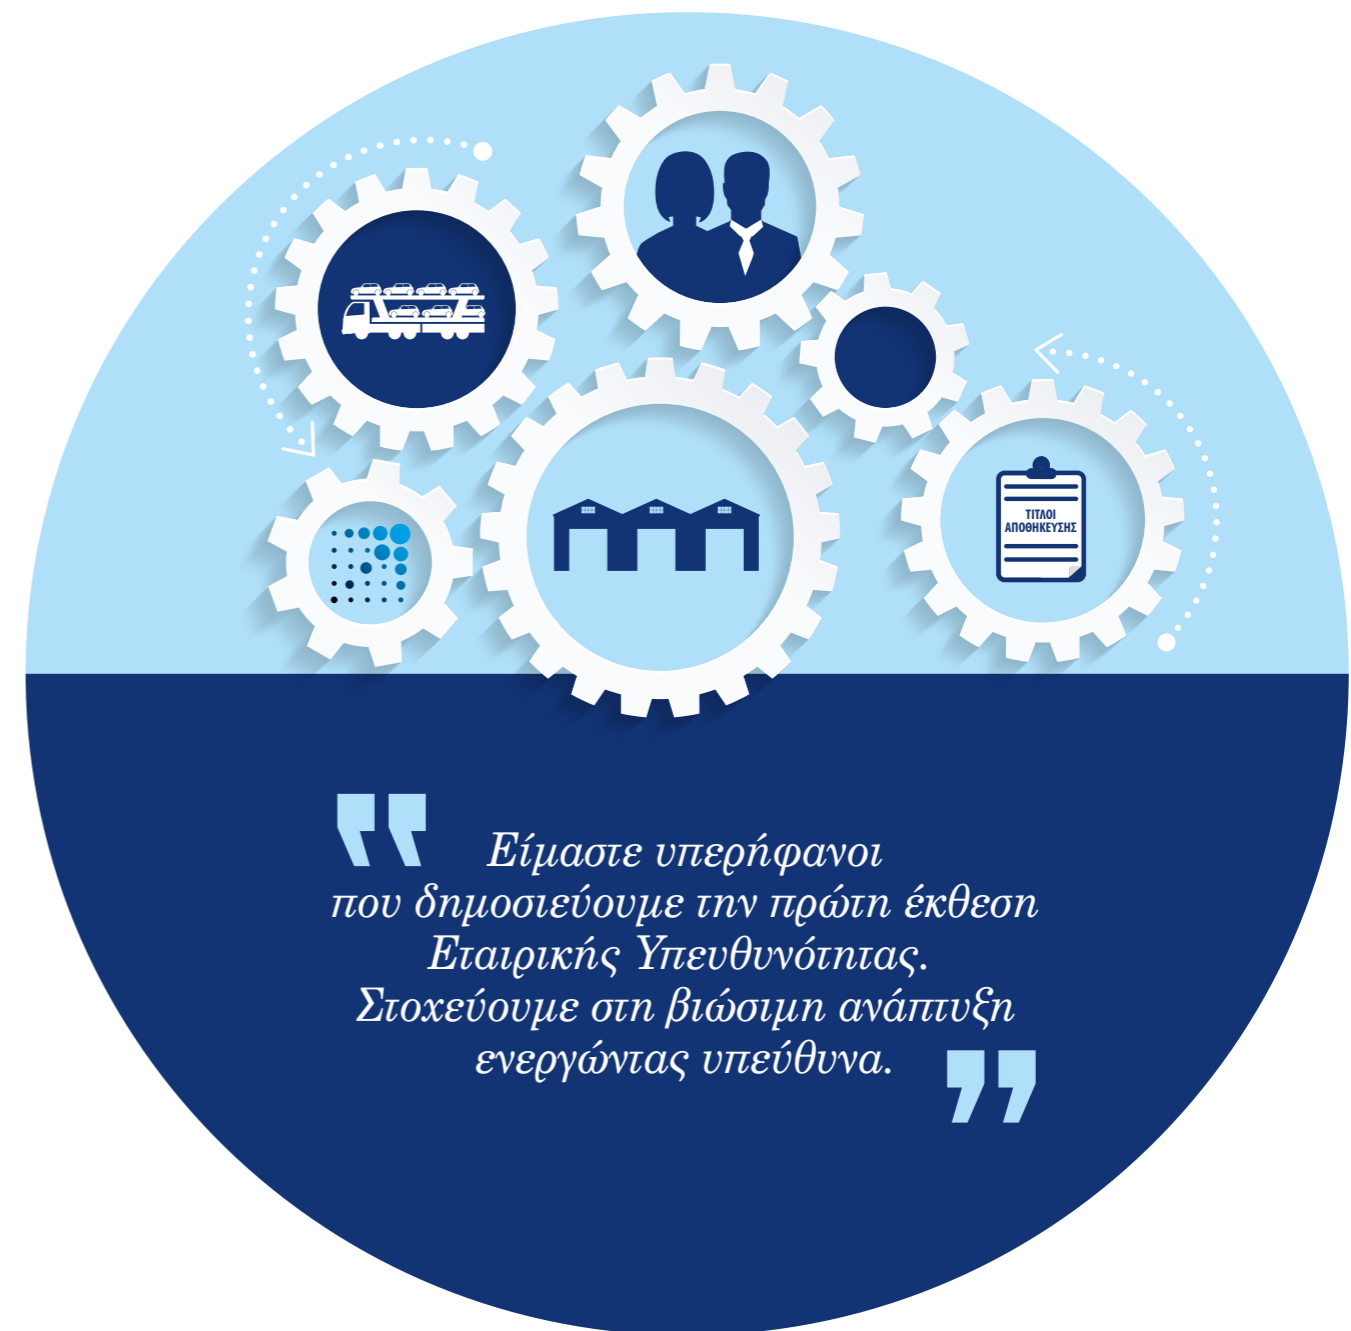 ΤΙΤΛΟΙ
ΑΠΟΘΗΚΕΥΣΗΣ
"Είμαστε υπερήφανοι
που δημοσιεύουμε την πρώτη έκθεση
Εταιρικής Υπευθυνότητας.
Στοχεύουμε στη βιώσιμη ανάπτυξη
ενεργώντας υπεύθυνα."